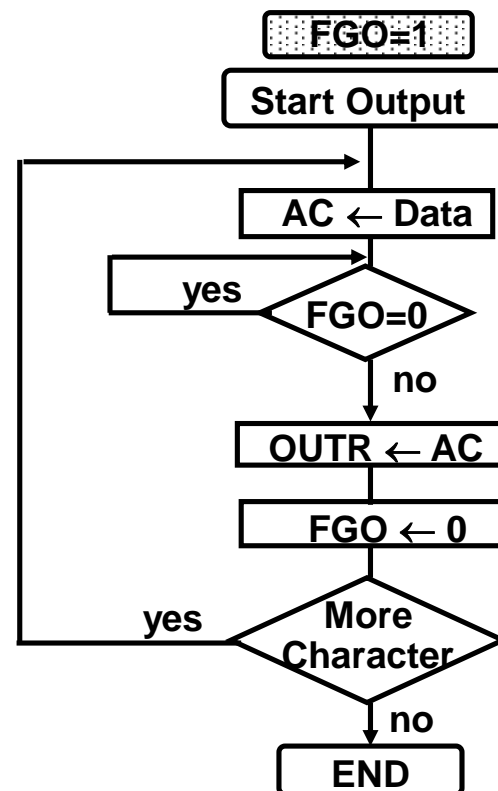 FGO=1
Start Output
AC ← Data
yes
FGO=0
no
OUTR ← AC
FGO ← 0
yes
More
Character
no
END